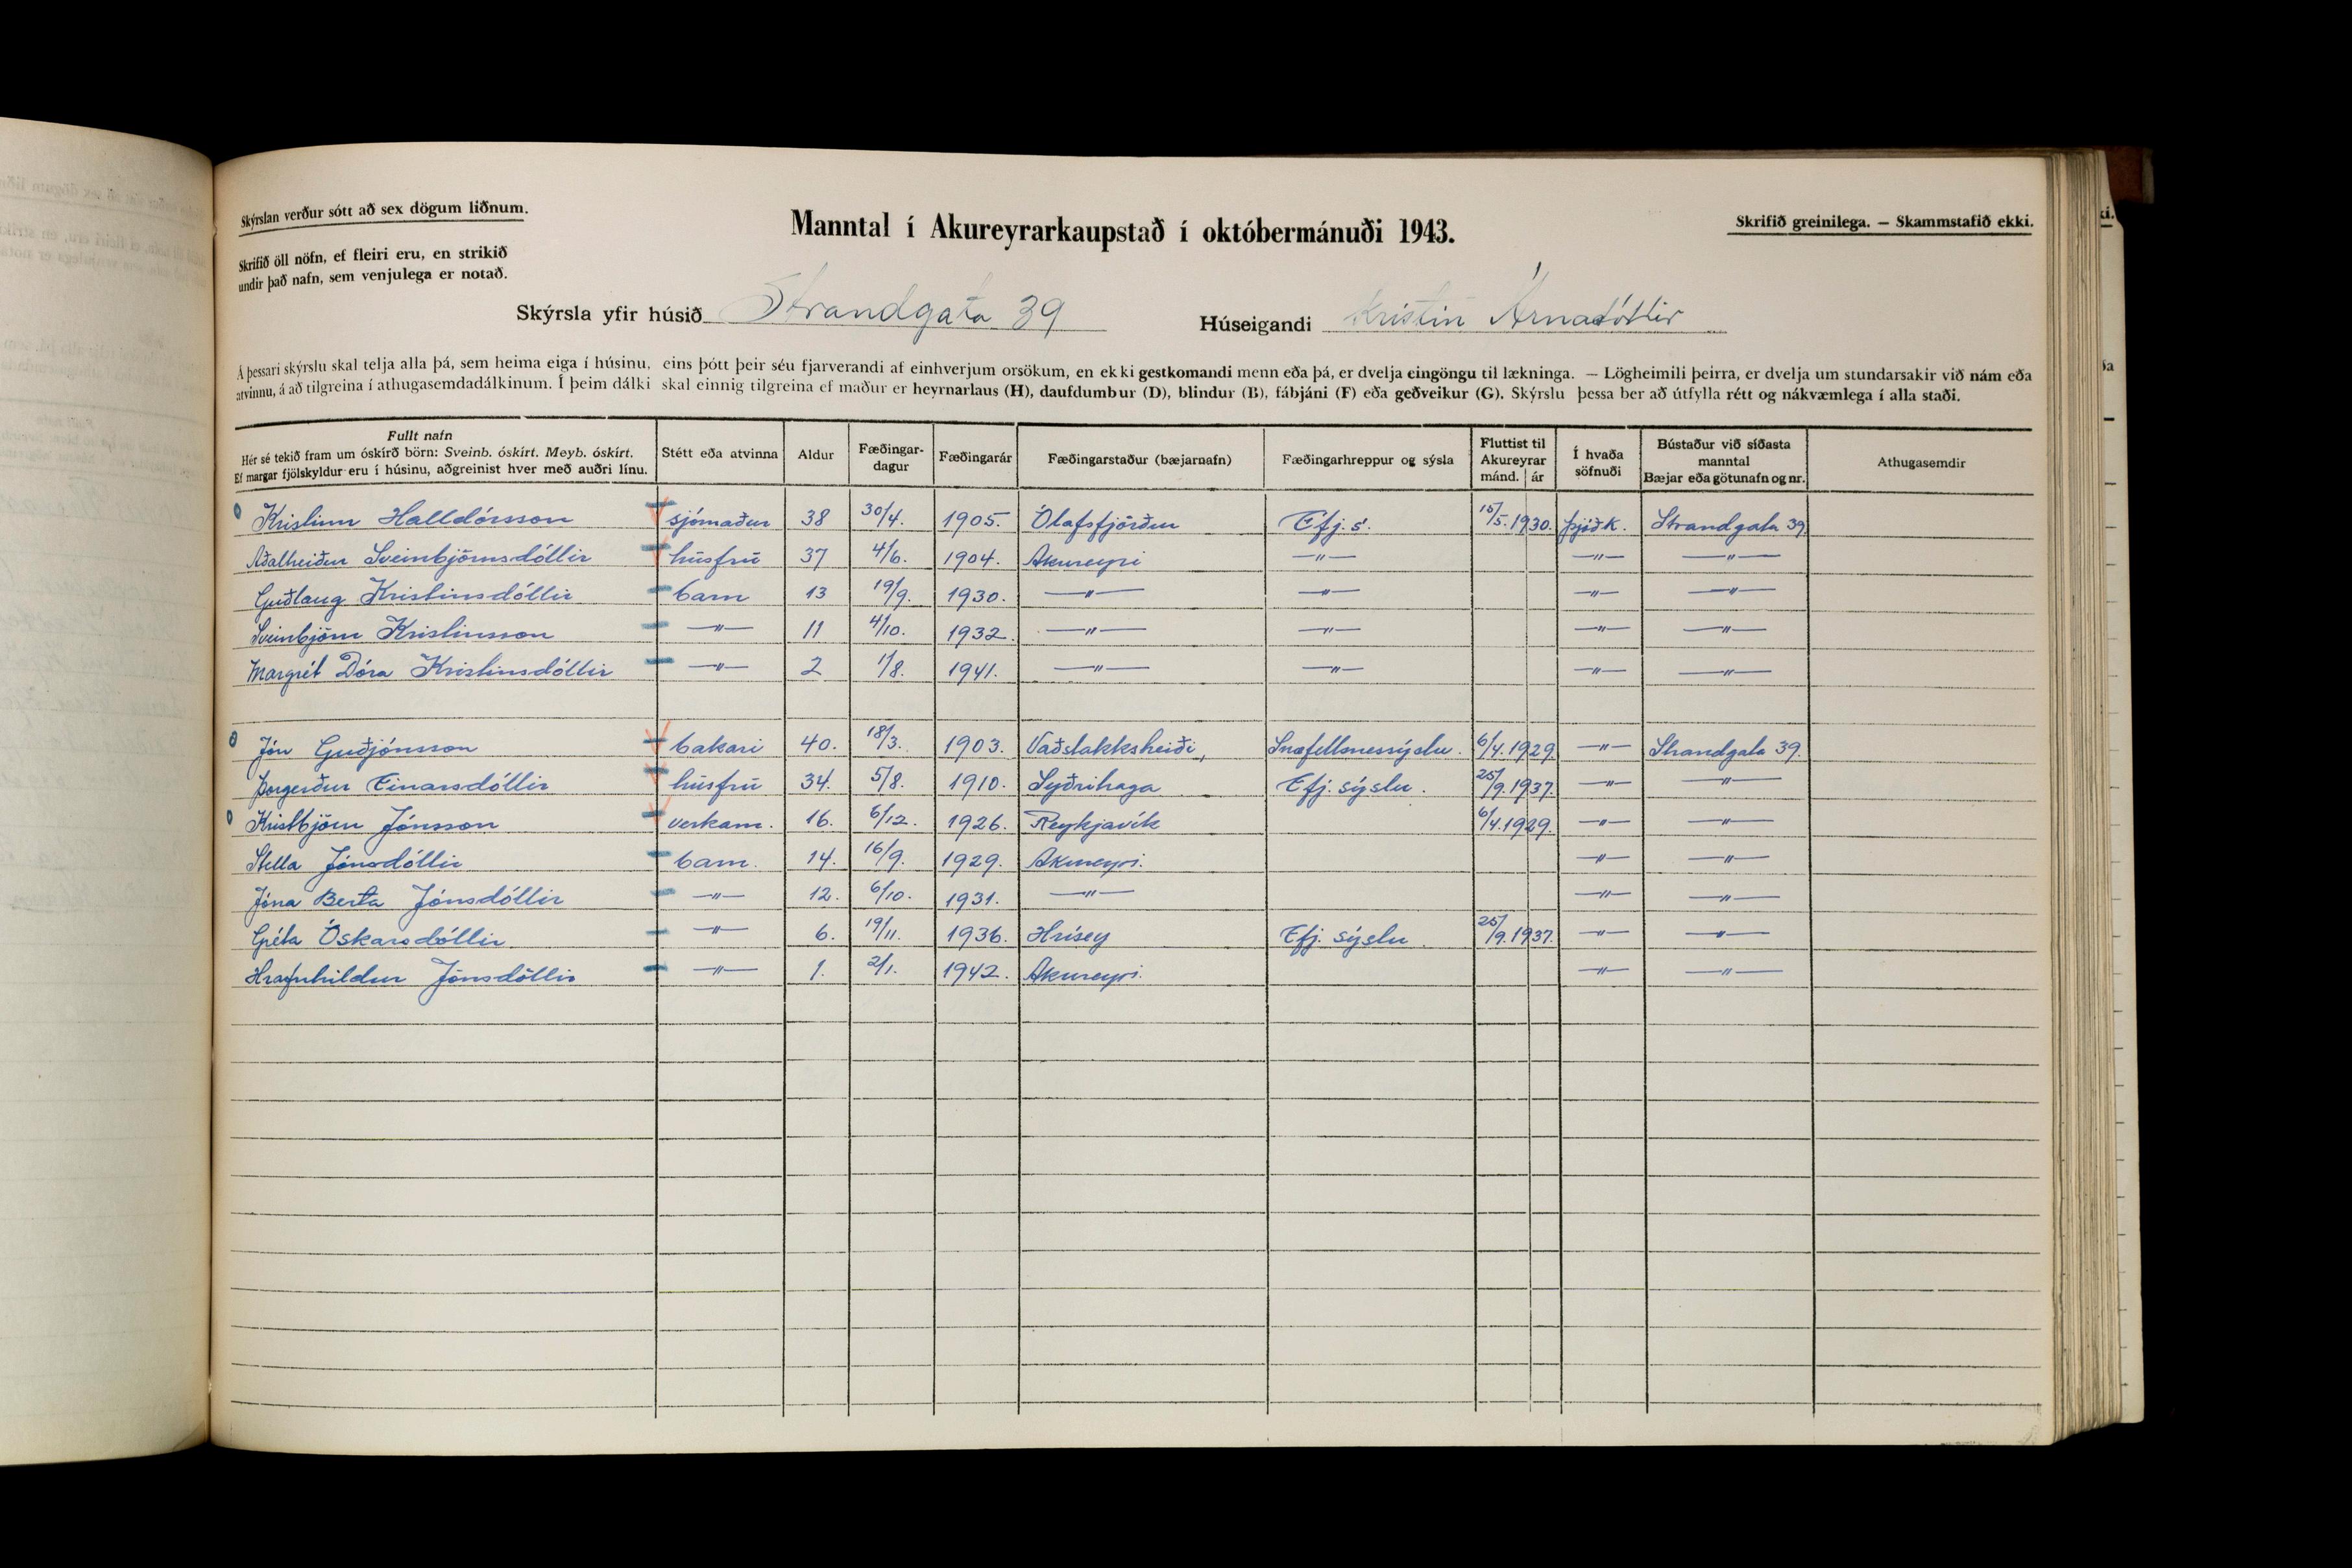 Skýrslan verður sótt að sex dögum liðnum.
Skrifið öll nöfn, ef fleiri eru, en strikið
undir það nafn, sem venjulega er notað.
Manntal í Akureyrarkaupstað í októbermánuði 1943.
Skrifið greinilega. — Skammstafið ekki.
Skýrsla yfir húsið Strandgata 39 Húseigandi Kristín Árnadóttir
Á þessari skýrslu skal telja alla þá, sem heima eiga í húsinu, eins þótt þeir séu fjarverandi af einhverjum orsökum, en ekki gestkomandi menn eða þá, er dvelja eingöngu til lækninga. — Lögheimili þeirra, er dvelja um stundarsakir við nám eða
atvinnu, á að tilgreina í athugasemdadálkinum. Í þeim dálki skal einnig tilgreina ef maður er heyrnarlaus (H), daufdumbur (D), blindur (B), fábjáni (F) eða geðveikur (G). Skýrslu þessa ber að útfylla rétt og nákvæmlega í alla staði.
Fullt nafn
Hér sé tekið fram um óskírð börn: Sveinb. óskírt. Meyb. óskírt.
Ef margar fjölskyldur eru í húsinu, aðgreinist hver með auðri línu.
Stétt eða atvinna
Aldur
Fæðingar-
dagur
Fæðingarár
Fæðingarstaður (bæjarnafn)
Fæðingarhreppur og sýsla
Fluttist til
Akureyrar
mánd. ár
Í hvaða
söfnuði
Bústaður við síðasta
manntal
Bæjar eða götunafn og nr.
Athugasemdir
Kristinn Halldórsson sjómaður 38 30/4. 1905. Ólafsfjörður Efj.s. 15/5. 1930. þjóðk. Strandgata 39
Aðalheiður Sveinbjörnsdóttir húsfrú 37 4/6. 1904. Akureyri —"— —"— —"—
Guðlaug Kristinsdóttir barn 13 19/9. 1930. —"— —"— —"— —"—
Sveinbjörn Kristinsson —"— 11 4/10. 1932. —"— —"— —"— —"—
Margrét Dóra Kristinsdóttir —"— 2 1/8. 1941. —"— —"— —"— —"—
Jón Guðjónsson bakari 40. 18/3. 1903. Snæfellsnessýslu. 6/4. 1929. —"— Strandgata 39.
Þorgerður Einarsdóttir húsfrú 34. 5/8. 1910. Syðrihaga Efj. sýslu. 25/9. 1937. —"— —"—
Kristbjörn Jónsson verkam. 16. 6/12. 1926. Reykjavík 6/4. 1929. —"— —"—
Stella Jónsdóttir barn. 14. 16/9. 1929. Akureyri. —"— —"—
Jóna Berta Jónsdóttir —"— 12. 6/10. 1931. —"— —"— —"—
Gréta Óskarsdóttir —"— 6. 19/11. 1936. Hrísey Efj. sýslu. 25/9. 1937. —"— —"—
Hrafnhildur Jónsdóttir —"— 1. 2/1. 1942. Akureyri. —"— —"—